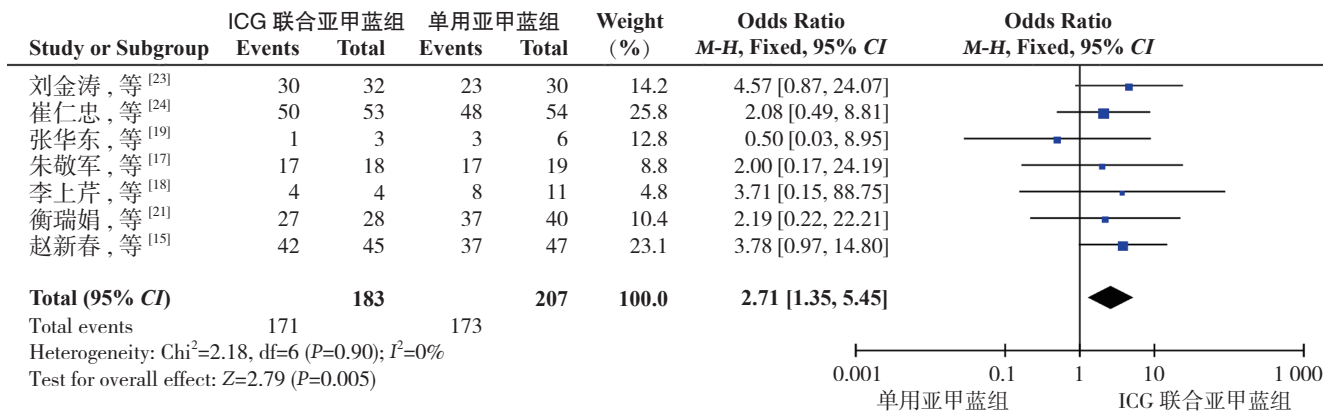 ICG 联合亚甲蓝组 单用亚甲蓝组 Weight Odds Ratio Odds Ratio
Study or Subgroup Events Total Events Total (%) M-H, Fixed, 95% CI M-H, Fixed, 95% CI
刘金涛 , 等 [23] 30 32 23 30 14.2 4.57 [0.87, 24.07]
崔仁忠 , 等 [24] 50 53 48 54 25.8 2.08 [0.49, 8.81]
张华东 , 等 [19] 1 3 3 6 12.8 0.50 [0.03, 8.95]
朱敬军 , 等 [17] 17 18 17 19 8.8 2.00 [0.17, 24.19]
李上芹 , 等 [18] 4 4 8 11 4.8 3.71 [0.15, 88.75]
衡瑞娟 , 等 [21] 27 28 37 40 10.4 2.19 [0.22, 22.21]
赵新春 , 等 [15] 42 45 37 47 23.1 3.78 [0.97, 14.80]
Total (95% CI) 183 207 100.0 2.71 [1.35, 5.45]
Total events 171 173
Heterogeneity: Chi²=2.18, df=6 (P=0.90); I²=0%
Test for overall effect: Z=2.79 (P=0.005)
0.001 0.1 1 10 1 000
单用亚甲蓝组 ICG 联合亚甲蓝组